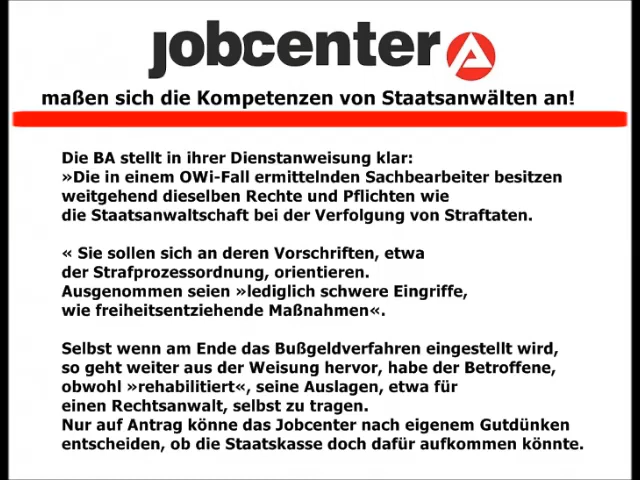 jobcenter
maßen sich die Kompetenzen von Staatsanwälten an!
Die BA stellt in ihrer Dienstanweisung klar:
»Die in einem OWi-Fall ermittelnden Sachbearbeiter besitzen
weitgehend dieselben Rechte und Pflichten wie
die Staatsanwaltschaft bei der Verfolgung von Straftaten.
« Sie sollen sich an deren Vorschriften, etwa
der Strafprozessordnung, orientieren.
Ausgenommen seien »lediglich schwere Eingriffe,
wie freiheitsentziehende Maßnahmen«.
Selbst wenn am Ende das Bußgeldverfahren eingestellt wird,
so geht weiter aus der Weisung hervor, habe der Betroffene,
obwohl »rehabilitiert«, seine Auslagen, etwa für
einen Rechtsanwalt, selbst zu tragen.
Nur auf Antrag könne das Jobcenter nach eigenem Gutdünken
entscheiden, ob die Staatskasse doch dafür aufkommen könnte.